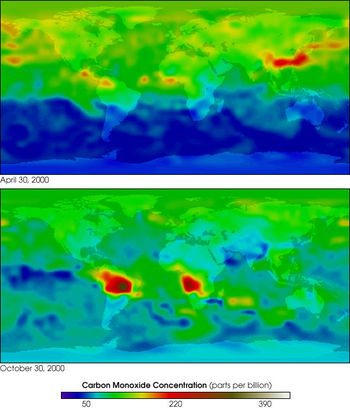 April 30, 2000
October 30, 2000
Carbon Monoxide Concentration (parts per billion)
50 220 390